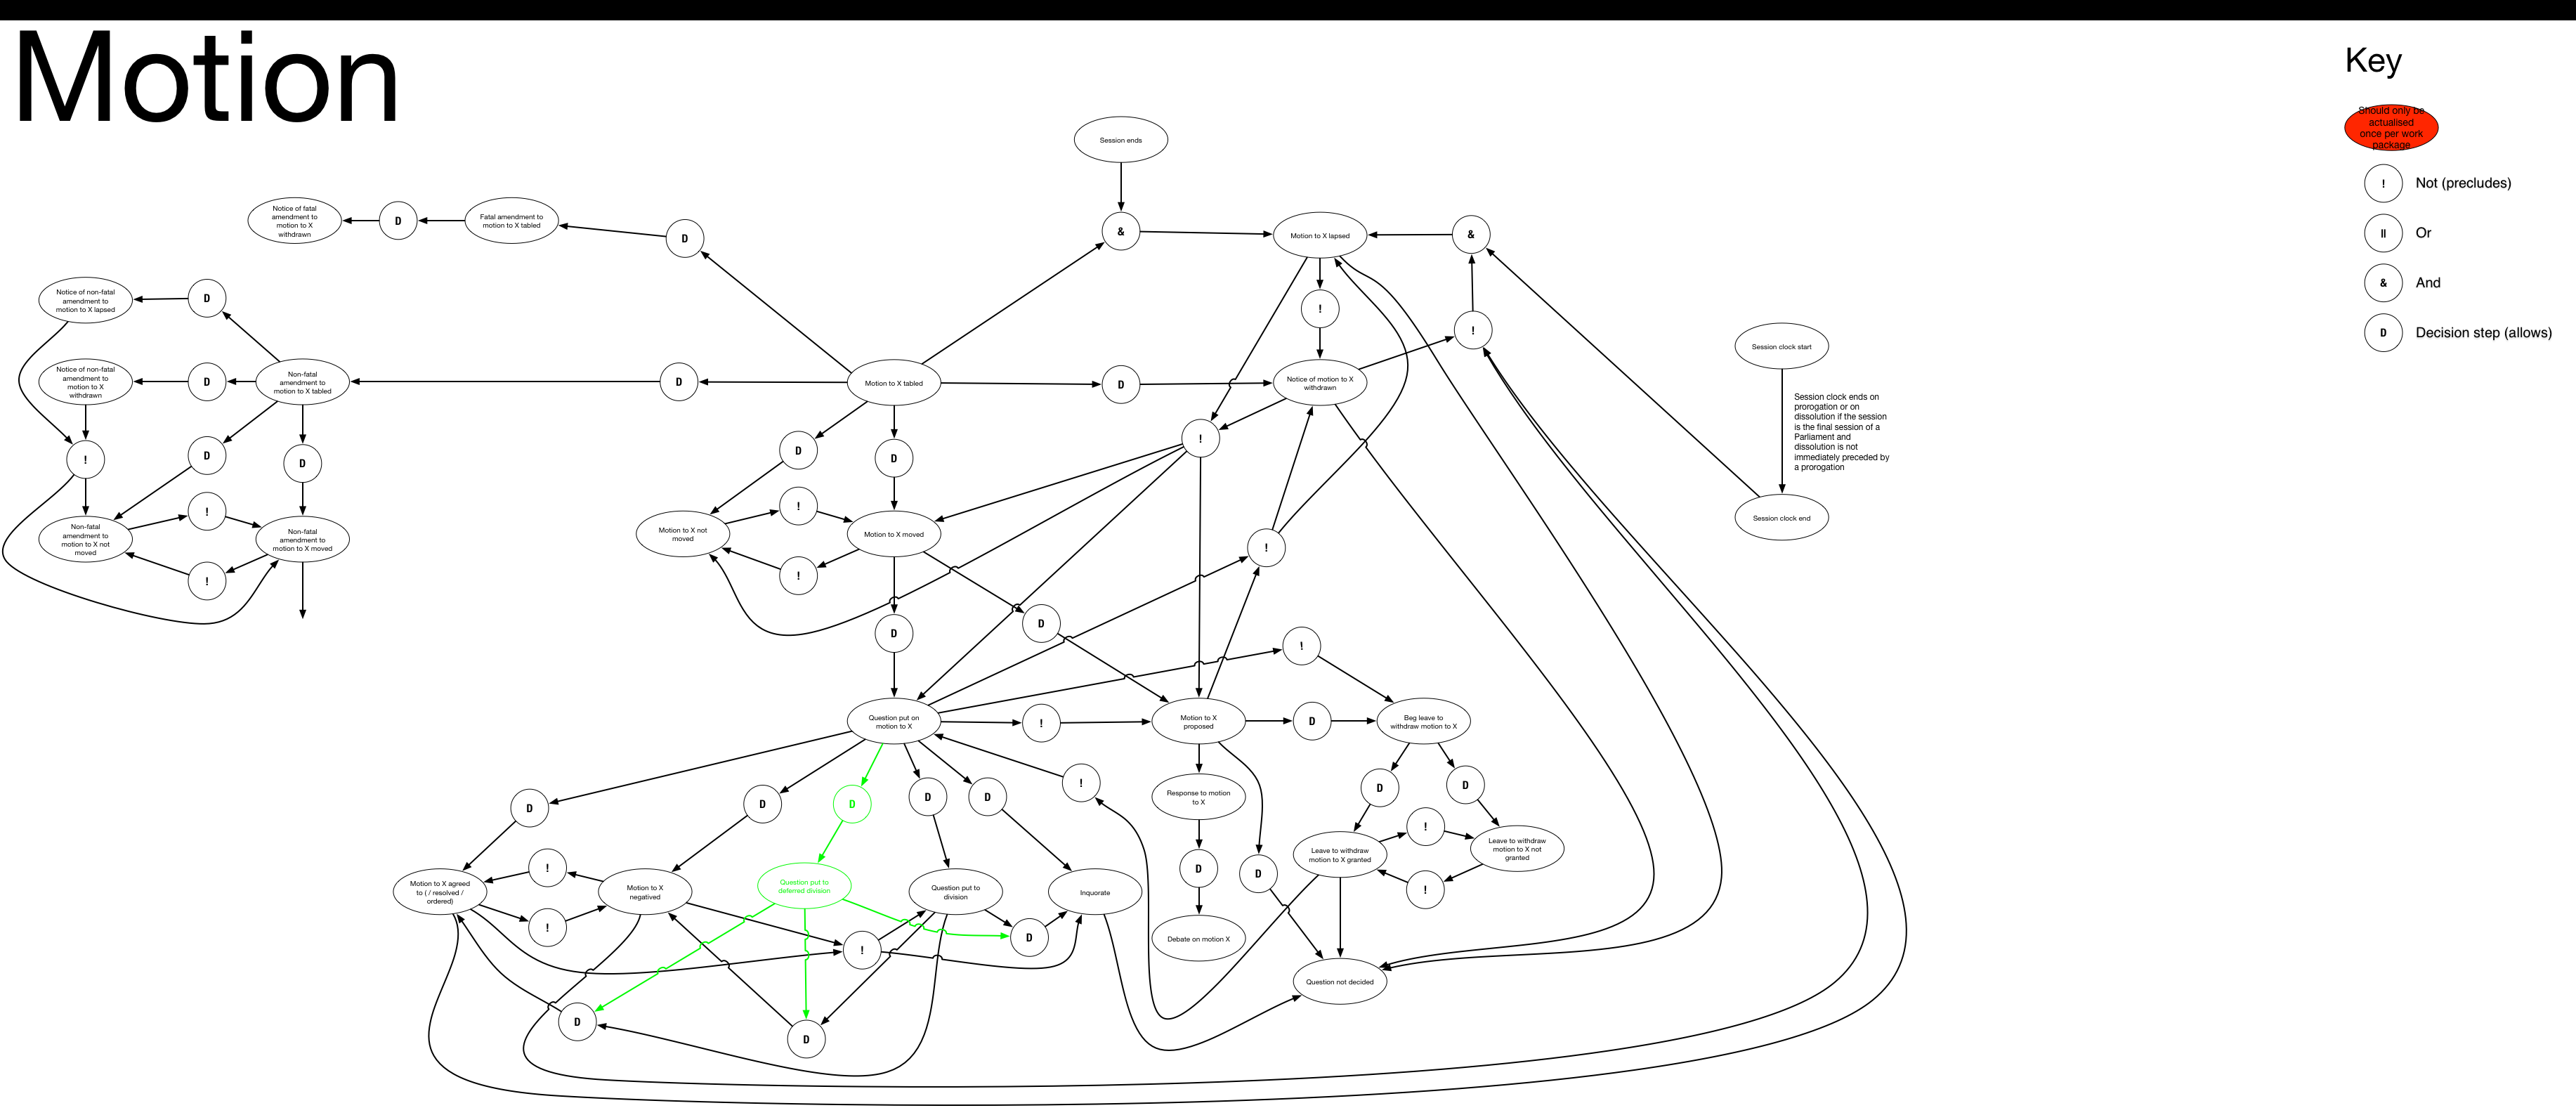 Motion
Key
Should only be
actualised
once per work
package
!
Not (precludes)
II
Or
&
And
D
Decision step (allows)
Session ends
Notice of fatal
amendment to
motion to X
withdrawn
D
Fatal amendment to
motion to X tabled
D
&
Motion to X lapsed
&
Notice of non-fatal
amendment to
motion to X lapsed
D
!
!
Session clock start
Notice of non-fatal
amendment to
motion to X
withdrawn
D
Non-fatal
amendment to
motion to X tabled
D
Motion to X tabled
D
Notice of motion to X
withdrawn
Session clock ends on
prorogation or on
dissolution if the session
is the final session of a
Parliament and
dissolution is not
immediately preceded by
a prorogation
!
D
D
D
D
!
Non-fatal
amendment to
motion to X not
moved
!
Non-fatal
amendment to
motion to X moved
!
Motion to X not
moved
!
Motion to X moved
!
!
Session clock end
D
D
!
Question put on
motion to X
!
Motion to X
proposed
D
Beg leave to
withdraw motion to X
D
D
D
D
D
!
Response to motion
to X
D
D
Motion to X agreed
to ( / resolved /
ordered)
!
!
Motion to X
negatived
Question put to
deferred division
Question put to
division
Inquorate
D
D
Leave to withdraw
motion to X granted
!
Leave to withdraw
motion to X not
granted
!
!
D
Debate on motion X
Question not decided
D
D